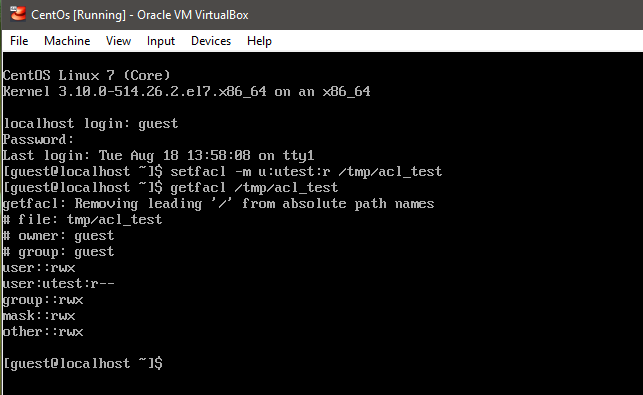 CentOs [Running] - Oracle VM VirtualBox
File Machine View Input Devices Help
CentOS Linux 7 (Core)
Kernel 3.10.0-514.26.2.el7.x86_64 on an x86_64
localhost login: guest
Password:
Last login: Tue Aug 18 13:58:08 on tty1
[guest@localhost ~]$ setfacl -m u:utest:r /tmp/acl_test
[guest@localhost ~]$ getfacl /tmp/acl_test
getfacl: Removing leading '/' from absolute path names
# file: tmp/acl_test
# owner: guest
# group: guest
user::rwx
user:utest:r--
group::rwx
mask::rwx
other::rwx
[guest@localhost ~]$